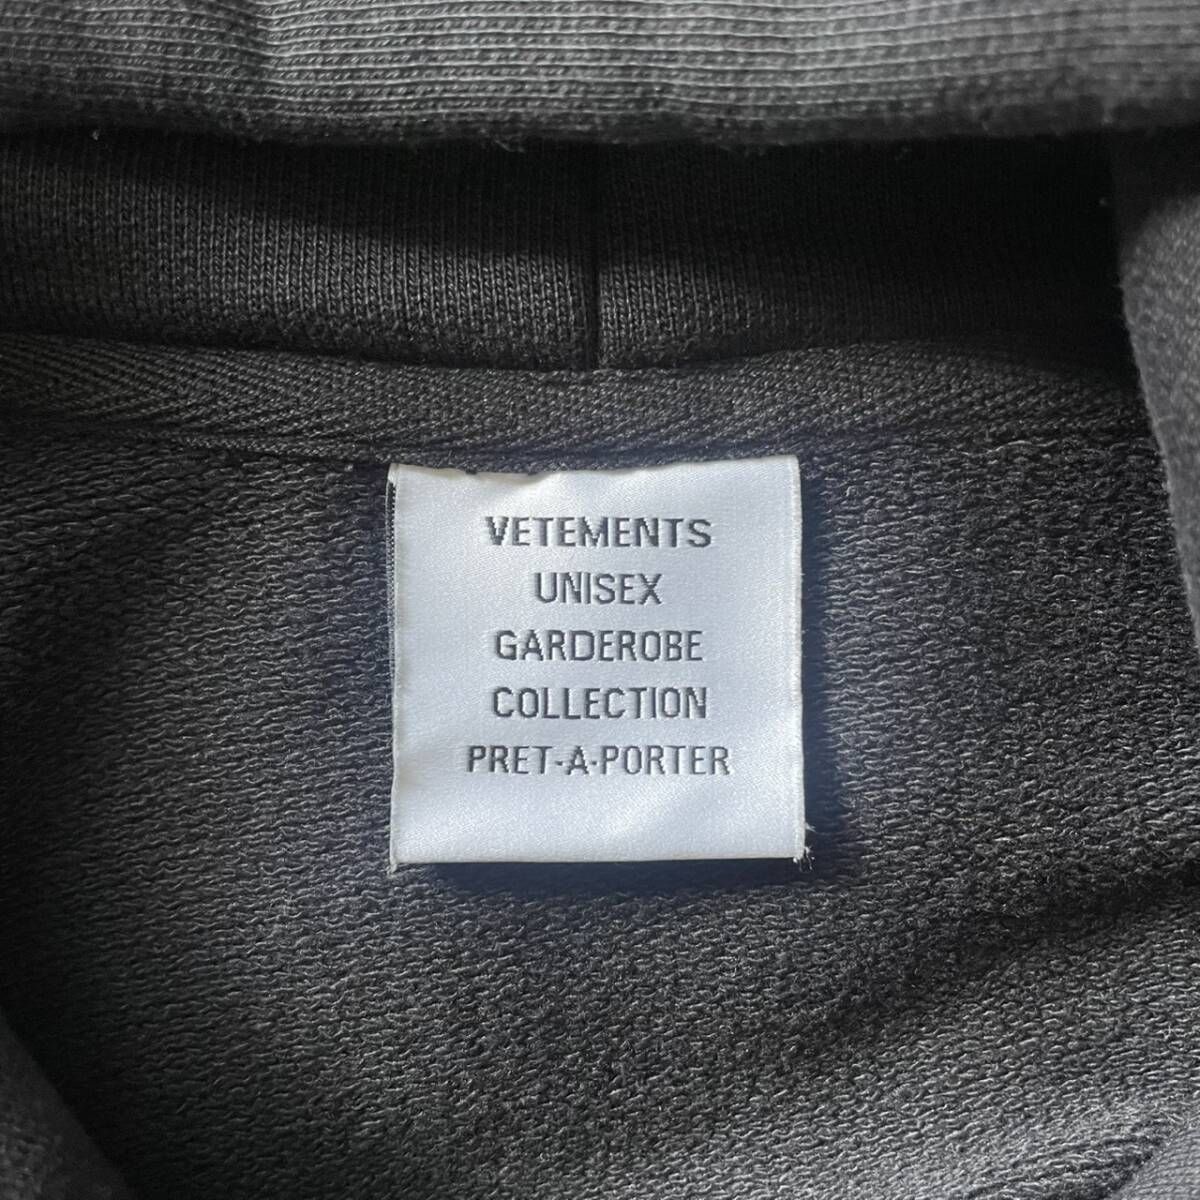 VETEMENTS
UNISEX
GARDEROBE
COLLECTION
PRET-A-PORTER